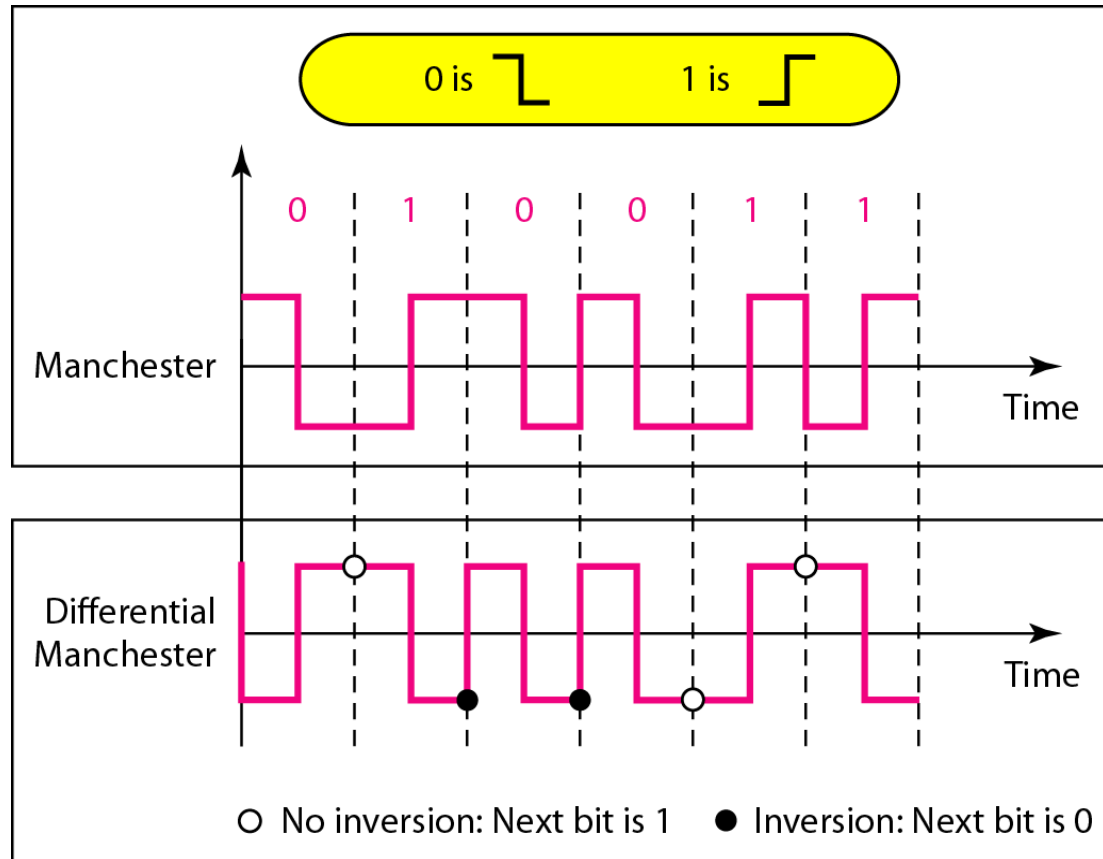 0 is 1 is
0 1 0 0 1 1
Manchester
Time
Differential
Manchester
Time
No inversion: Next bit is 1 Inversion: Next bit is 0